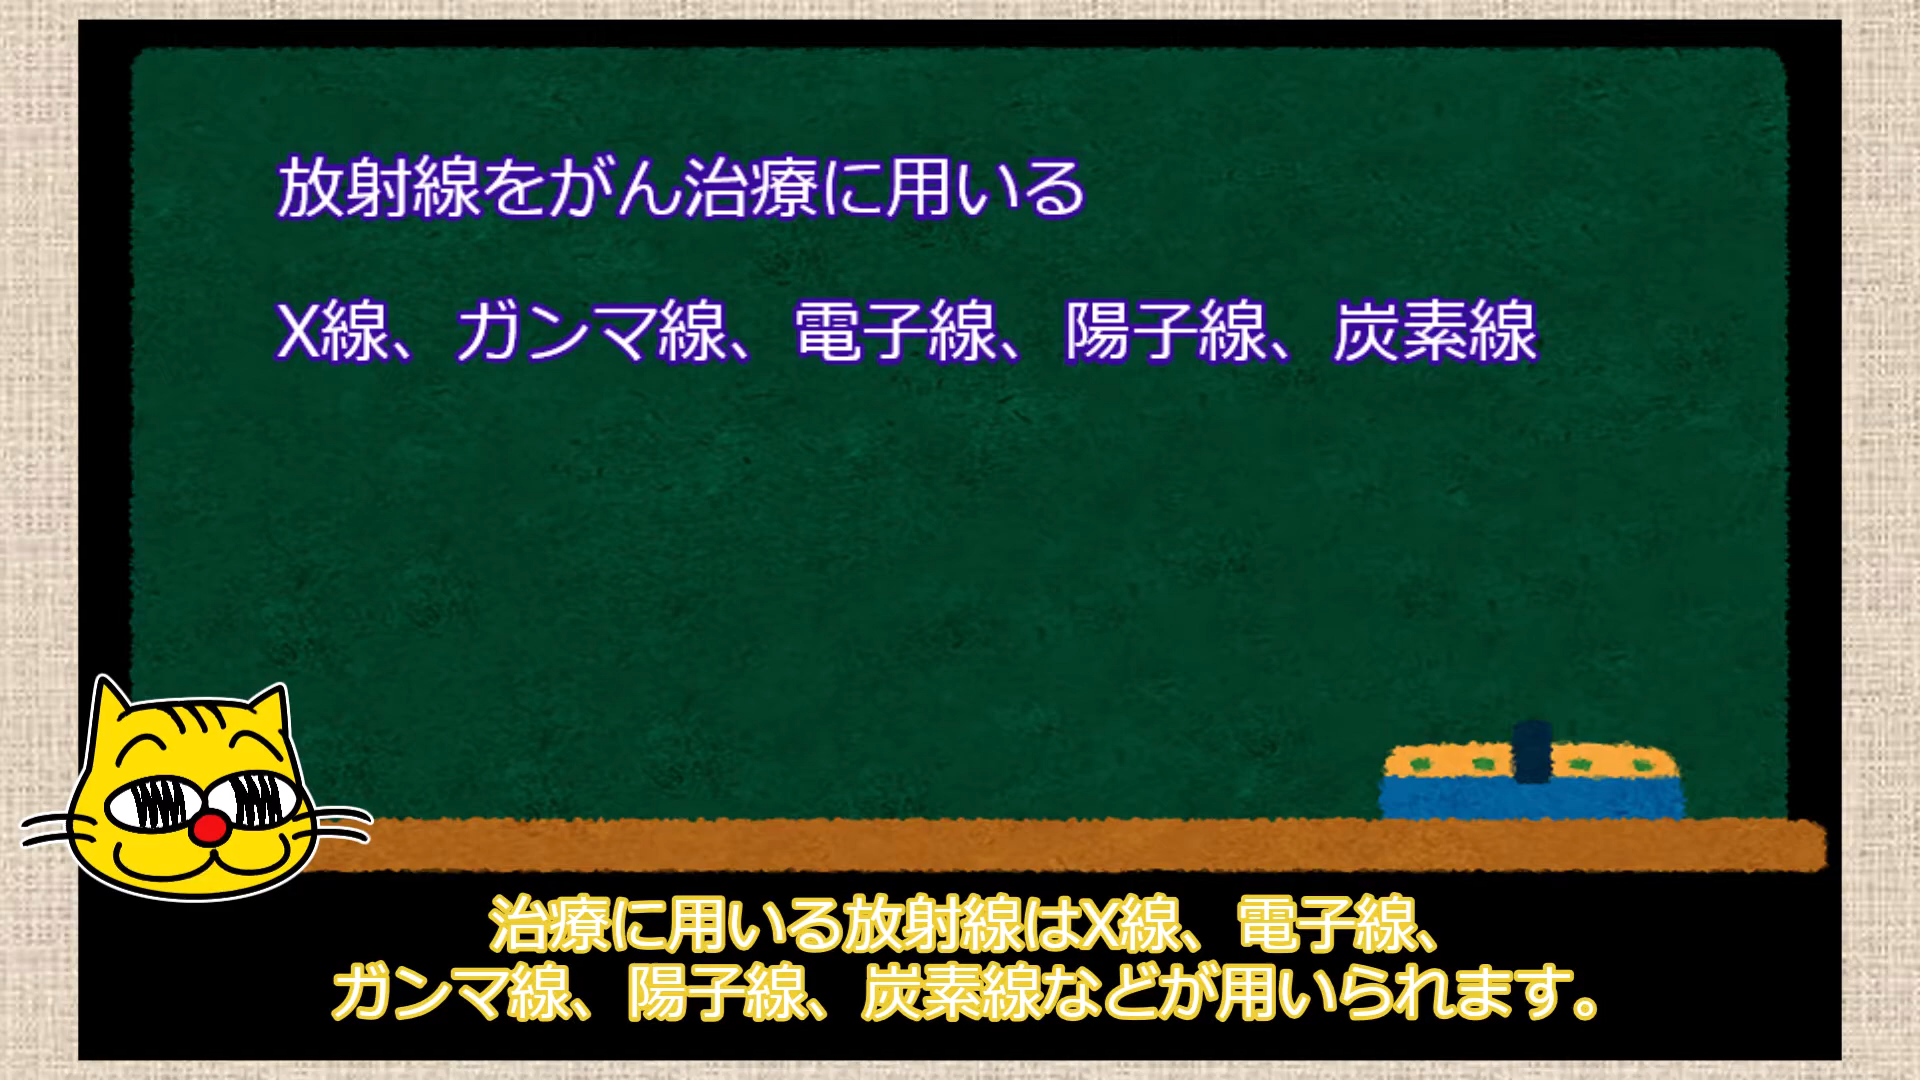 放射線をがん治療に用いる
X線、ガンマ線、電子線、陽子線、炭素線
治療に用いる放射線はX線、電子線、
ガンマ線、陽子線、炭素線などが用いられます。